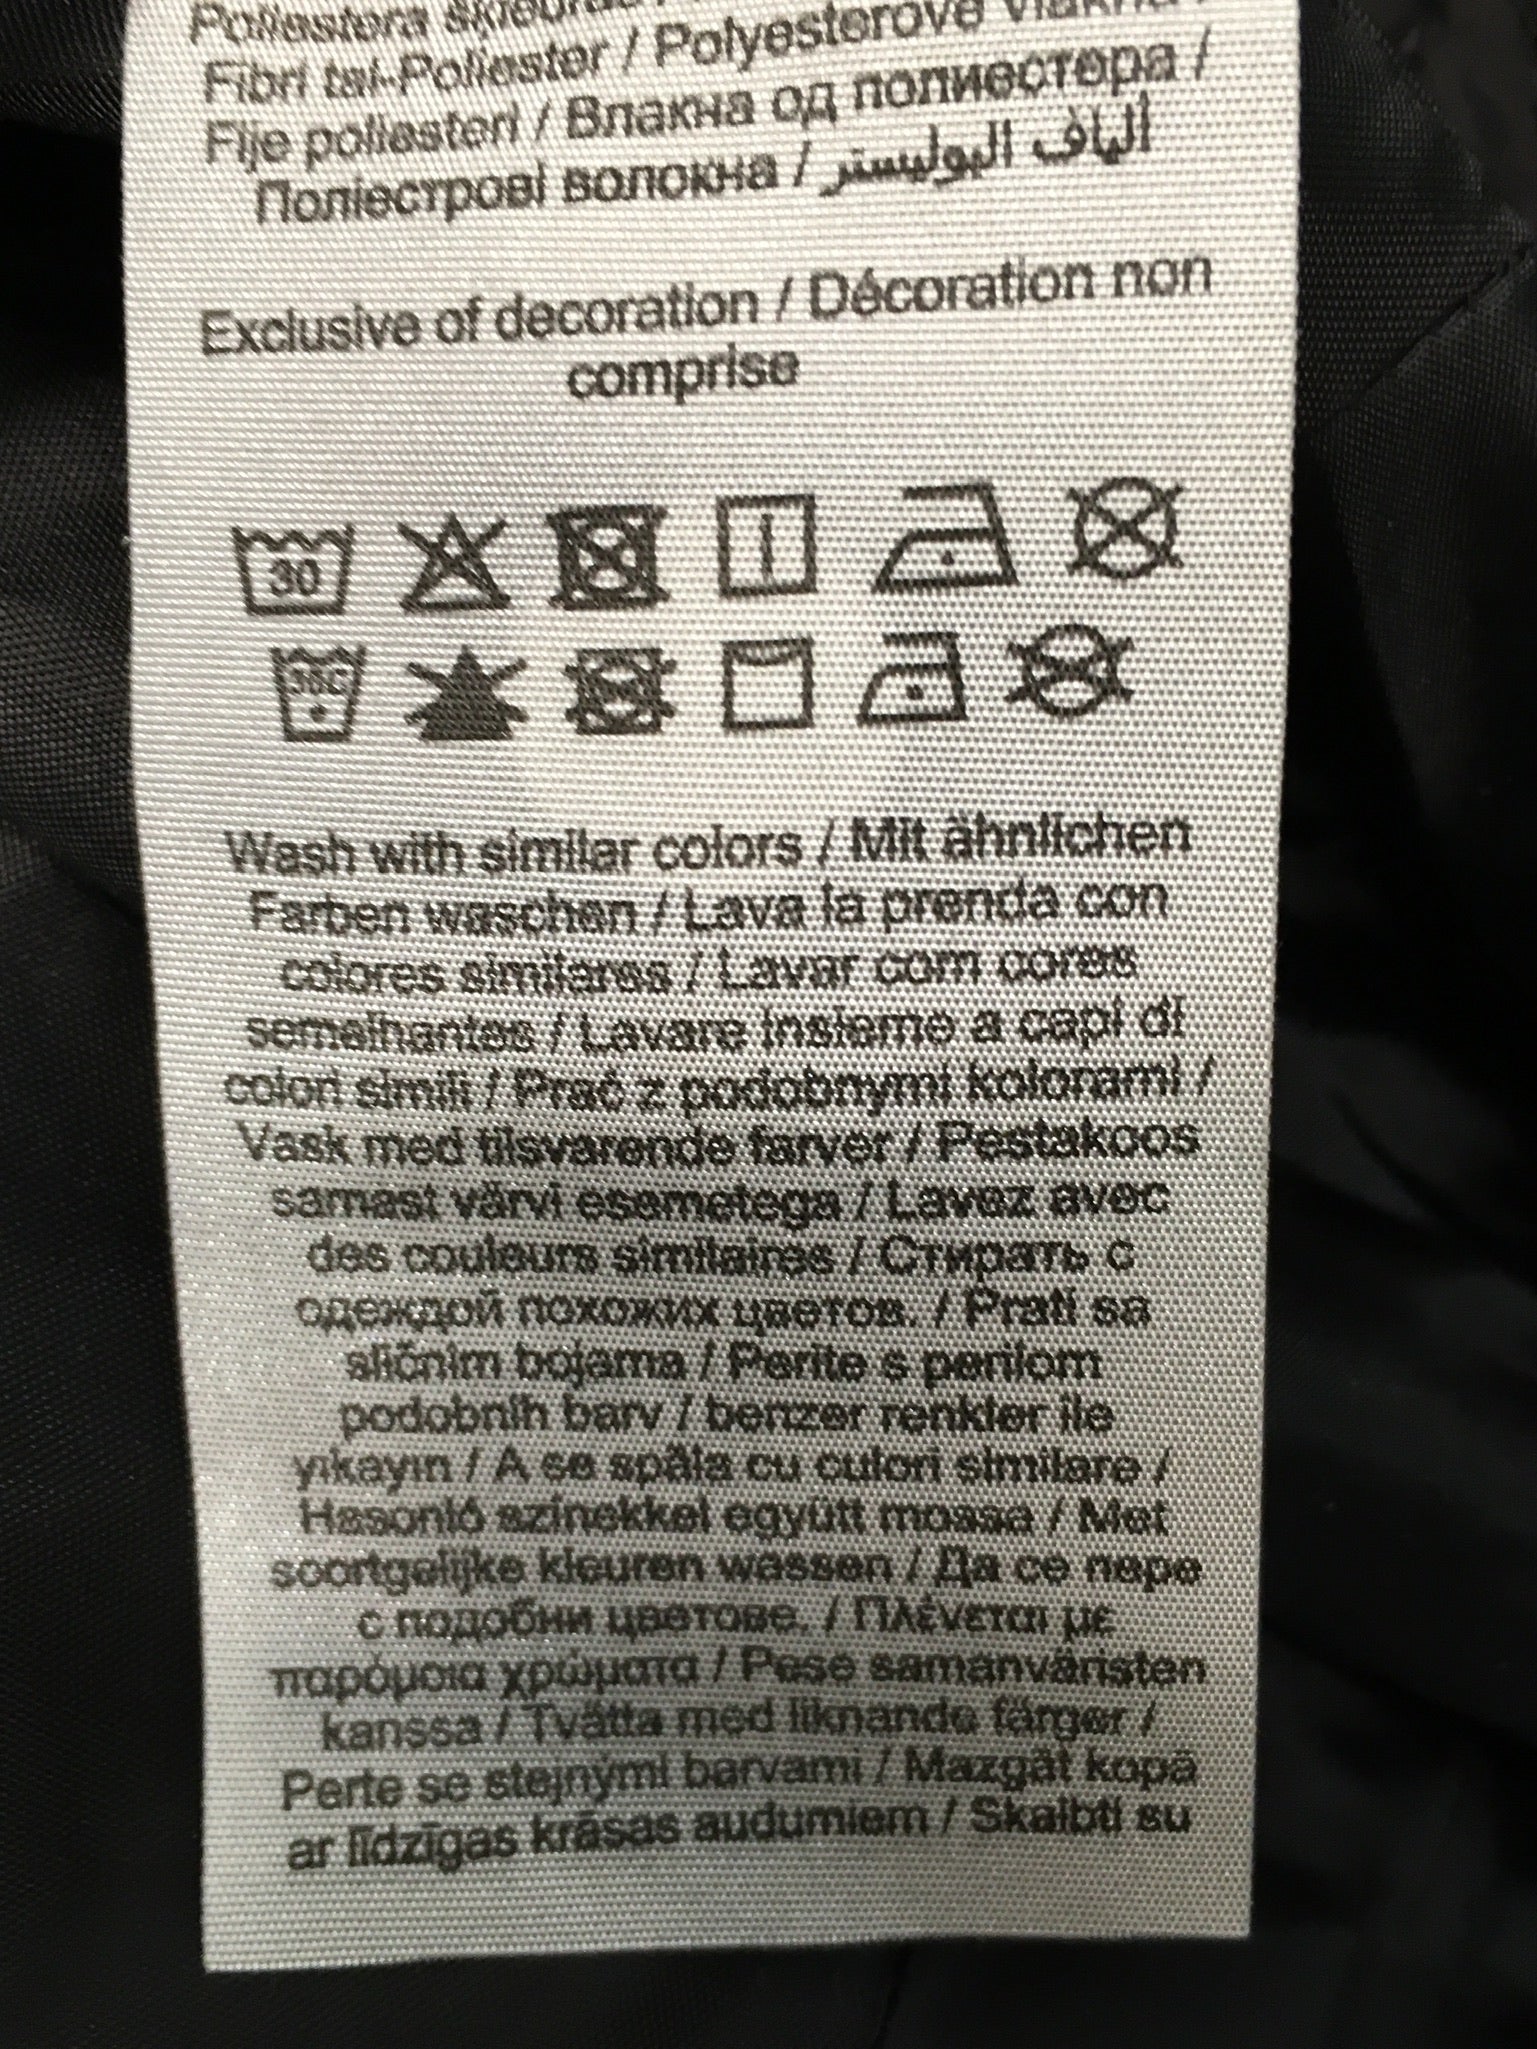 Poliestera šķiedras /
Fibri tal-Poliester / Polyesterové vlákna /
Fije poliesteri / Влакна од полиестера /
Поліестрові волокна / ألياف البوليستر
Exclusive of decoration / Décoration non
comprise
30
30C
Wash with similar colors / Mit ähnlichen
Farben waschen / Lava la prenda con
colores similares / Lavar com cores
semelhantes / Lavare insieme a capi di
colori simili / Prać z podobnymi kolorami /
Vask med tilsvarende farver / Pestakoos
samast värvi esemetega / Lavez avec
des couleurs similaires / Стирать с
одеждой похожих цветов. / Prati sa
sličnim bojama / Perite s perilom
podobnih barv / benzer renkler ile
yıkayın / A se spăla cu culori similare /
Hasonló színekkel együtt mossa / Met
soortgelijke kleuren wassen / Да се пере
с подобни цветове. / Πλένεται με
παρόμοια χρώματα / Pese samanväristen
kanssa / Tvätta med liknande färger /
Perte se stejnými barvami / Mazgāt kopā
ar līdzīgas krāsas audumiem / Skalbti su